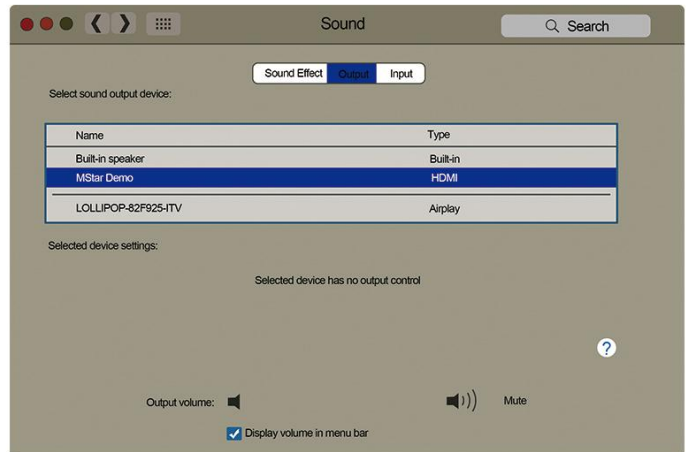 Sound
Search
Sound Effect Output Input
Select sound output device:
Name Type
Built-in speaker Built-in
MStar Demo HDMI
LOLLIPOP-82F925-ITV Airplay
Selected device settings:
Selected device has no output control
?
Output volume: Mute
Display volume in menu bar